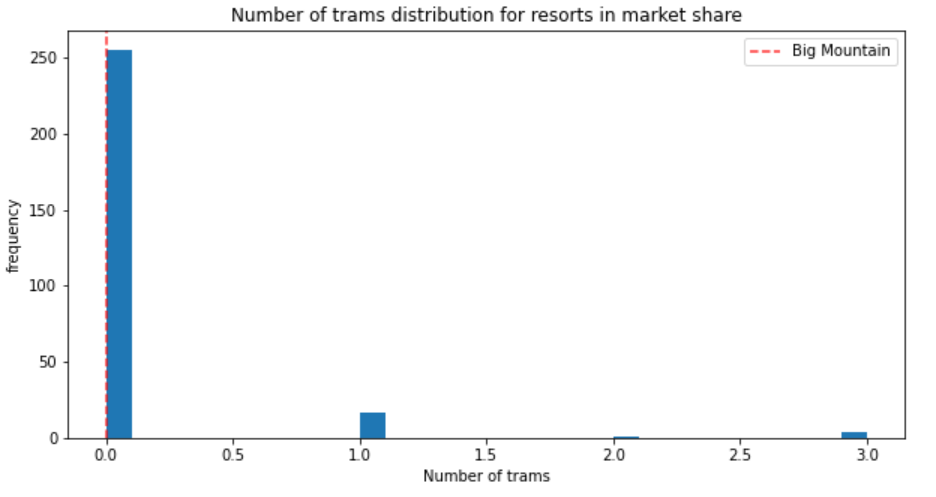 Number of trams distribution for resorts in market share
Big Mountain
250
200
150
100
50
0
frequency
0.0 0.5 1.0 1.5 2.0 2.5 3.0
Number of trams